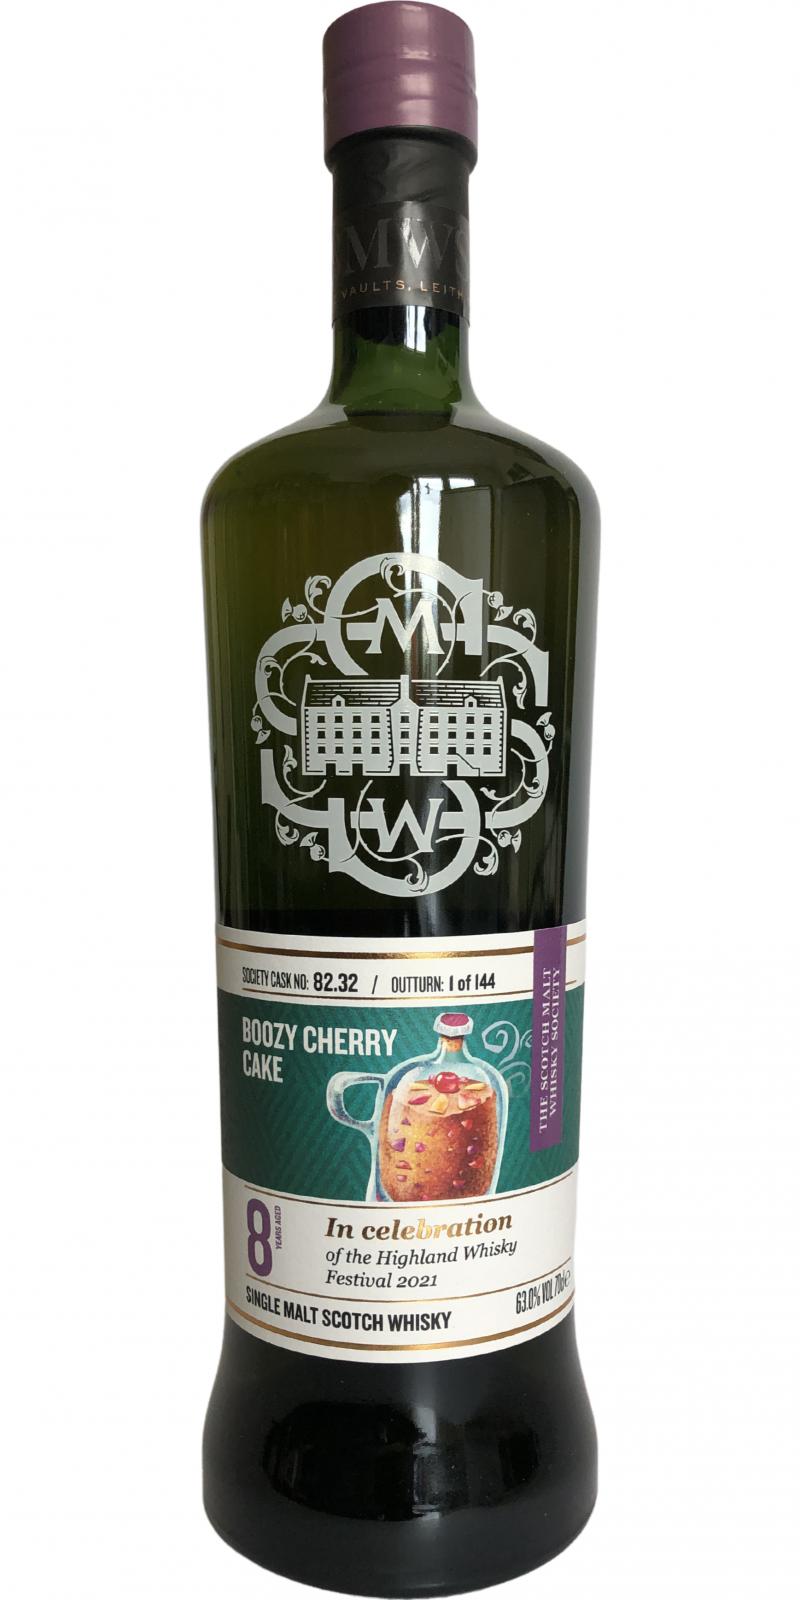 MWS
VAULTS, LEITH
M
W
SOCIETY CASK NO: 82.32 / OUTTURN: 1 of 144
BOOZY CHERRY
CAKE
THE SCOTCH MALT
WHISKY SOCIETY
8
YEARS AGED
In celebration
of the Highland Whisky
Festival 2021
SINGLE MALT SCOTCH WHISKY
63.0% VOL 70cl e